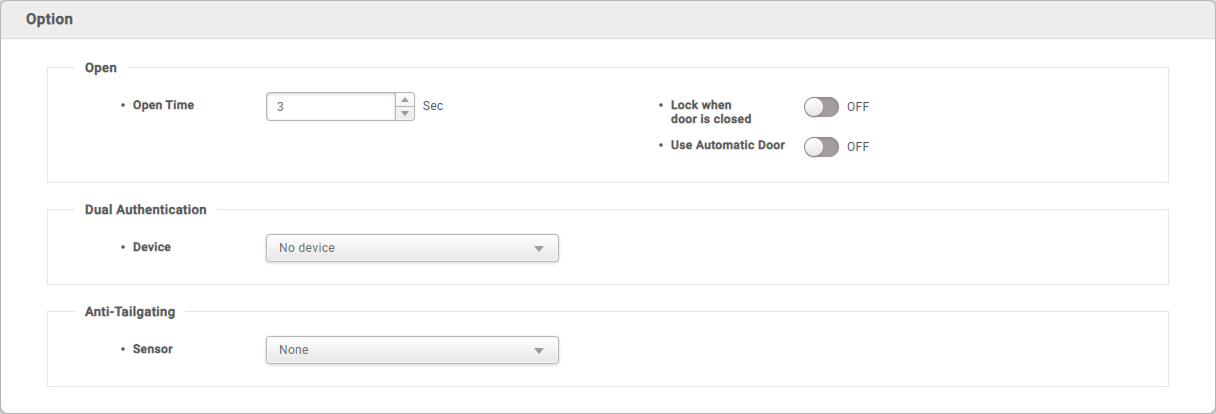 Option
Open
• Open Time 3 Sec
• Lock when
door is closed OFF
• Use Automatic Door OFF
Dual Authentication
• Device No device
Anti-Tailgating
• Sensor None